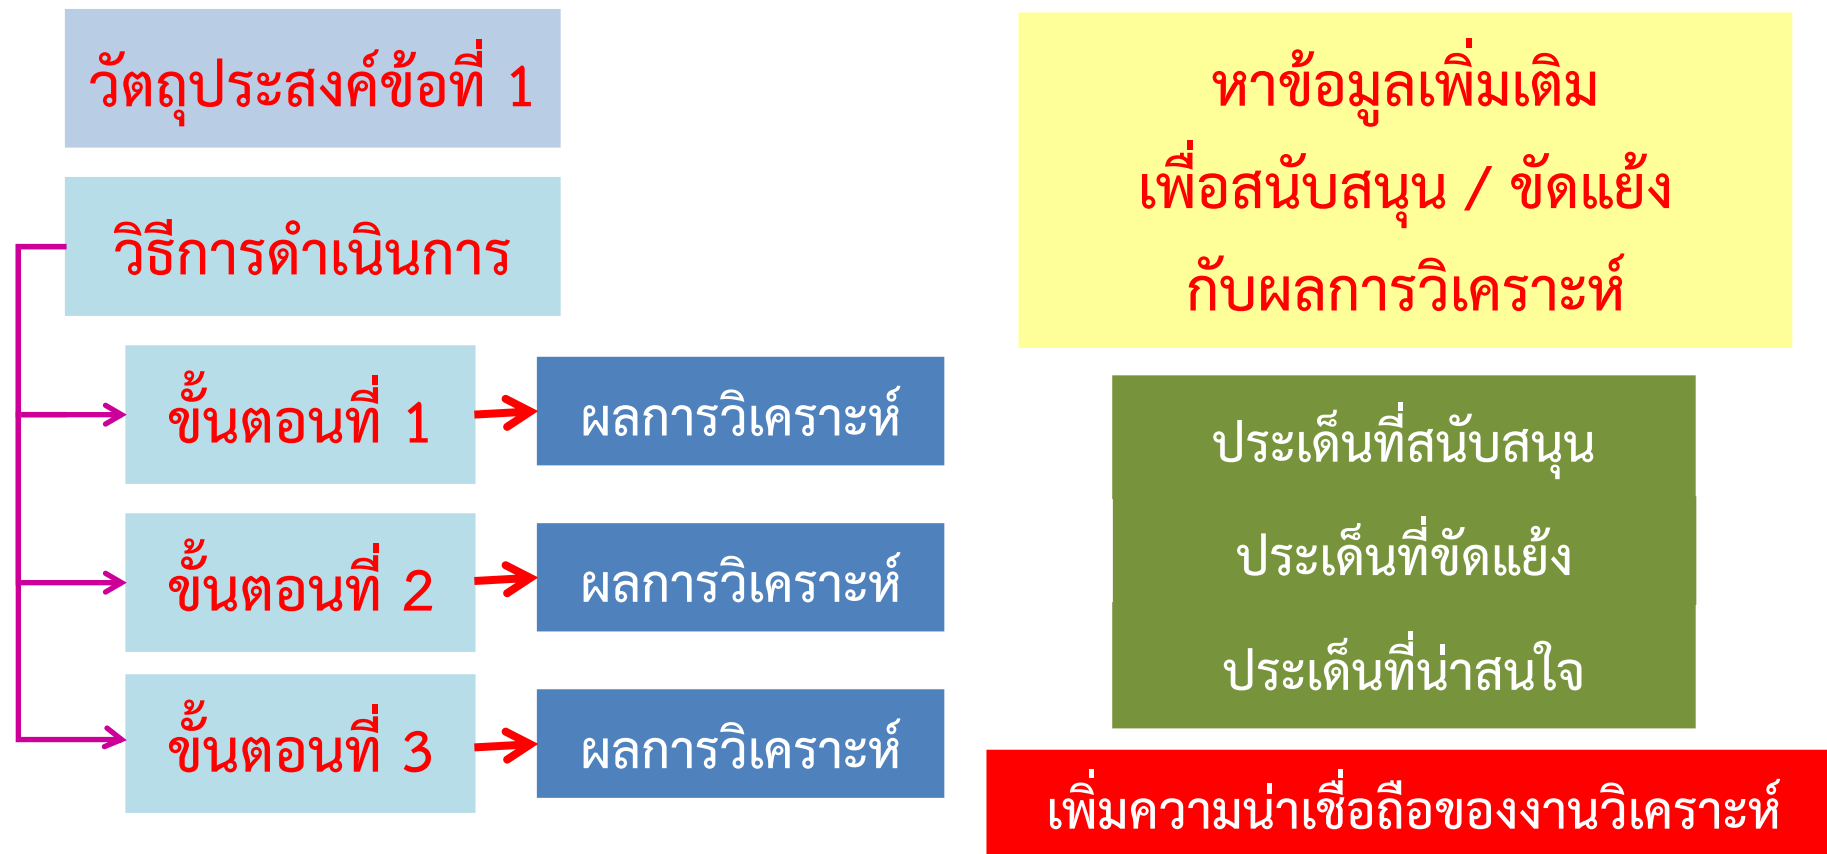 วัตถุประสงค์ข้อที่ 1
วิธีการดำเนินการ
ขั้นตอนที่ 1
ผลการวิเคราะห์
ขั้นตอนที่ 2
ผลการวิเคราะห์
ขั้นตอนที่ 3
ผลการวิเคราะห์
หาข้อมูลเพิ่มเติม
เพื่อสนับสนุน / ขัดแย้ง
กับผลการวิเคราะห์
ประเด็นที่สนับสนุน
ประเด็นที่ขัดแย้ง
ประเด็นที่น่าสนใจ
เพิ่มความน่าเชื่อถือของงานวิเคราะห์